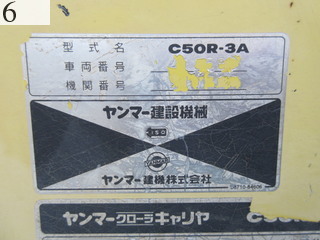 6
型式名 C50R-3A
車両番号
機関番号
ヤンマー建設機械
ヤンマー建機株式会社
ヤンマークローラキャリヤ